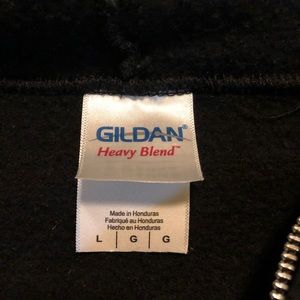 GILDAN®
Heavy Blend™
Made in Honduras
Fabriqué au Honduras
Hecho en Honduras
L | G | G